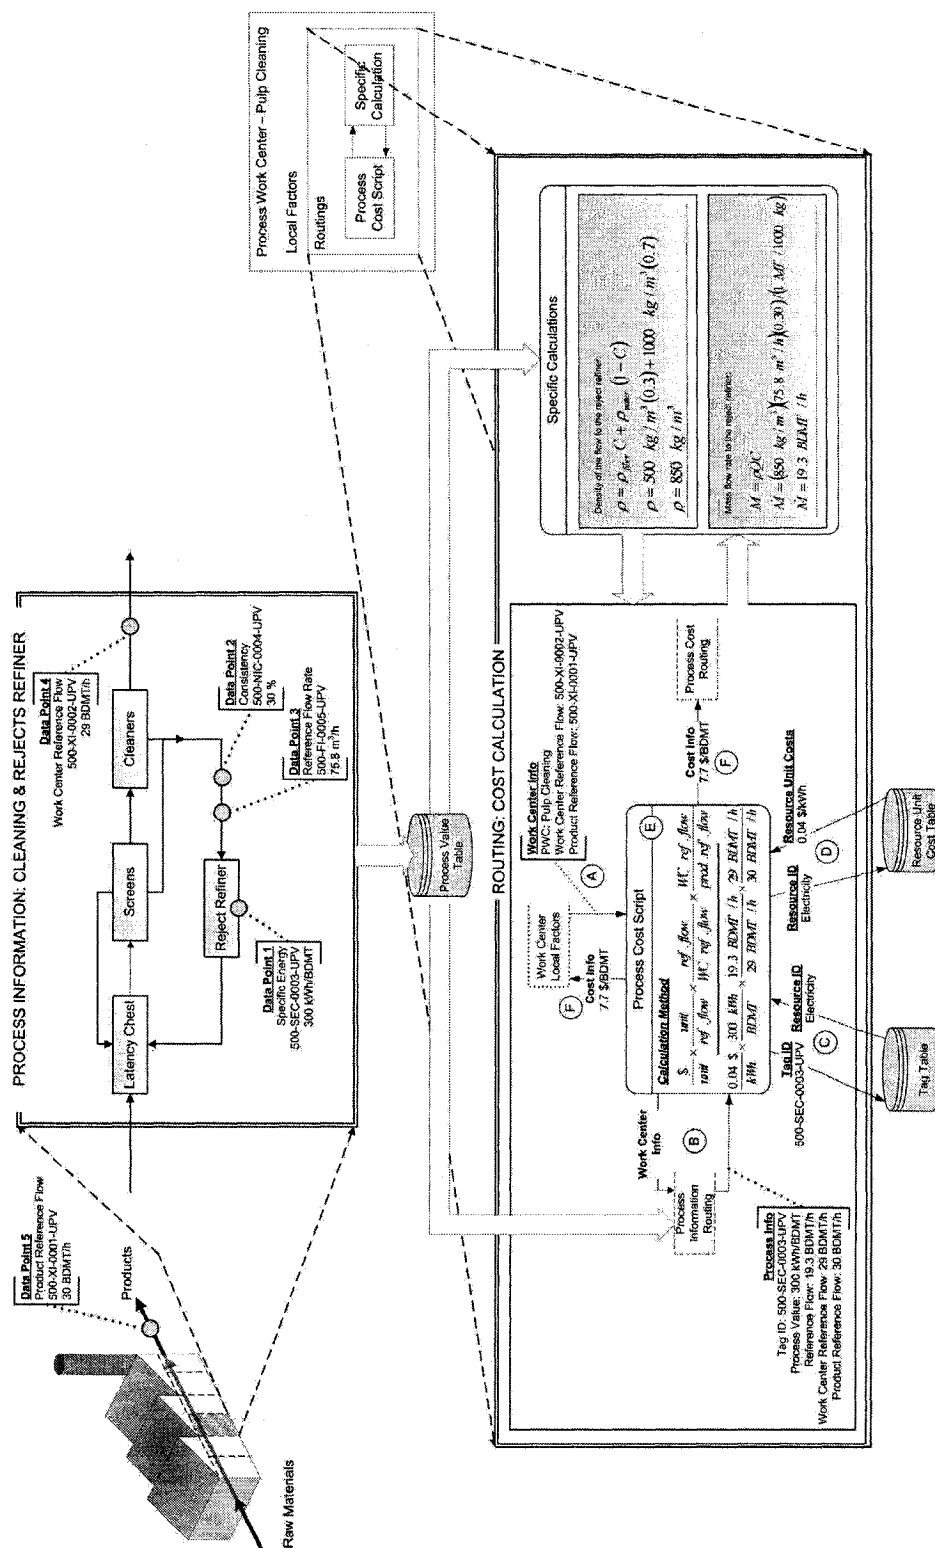 Raw Materials
Products
Data Point 5
Product Reference Flow
500-XI-0001-UPV
30 BDMT/h
PROCESS INFORMATION: CLEANING & REJECTS REFINER
Latency Chest
Screens
Cleaners
Reject Refiner
Data Point 4
Work Center Reference Flow
500-XI-0002-UPV
29 BDMT/h
Data Point 1
Specific Energy
500-SEC-0003-UPV
300 kWh/BDMT
Data Point 2
Consistency
500-NIC-0004-UPV
30 %
Data Point 3
Reference Flow Rate
500-FI-0005-UPV
75.8 m³/h
Process Work Center – Pulp Cleaning
Local Factors
Routings
Process
Cost Script
Specific
Calculation
Process Value
Table
ROUTING: COST CALCULATION
Work Center
Local Factors
A
Work Center Info
PWC: Pulp Cleaning
Work Center Reference Flow: 500-XI-0002-UPV
Product Reference Flow: 500-XI-0001-UPV
F
Cost Info
7.7 $/BDMT
Process Cost Script
E
Calculation Method
$/unit × unit/ref .flow × ref .flow/WC ref .flow × WC ref .flow/prod ref .flow
0.04 $/kWh × 300 kWh/BDMT × 19.3 BDMT / h/29 BDMT / h × 29 BDMT / h/30 BDMT / h
Work Center
Info
B
Process
Information
Routing
Process Info
Tag ID: 500-SEC-0003-UPV
Process Value: 300 kWh/BDMT
Reference Flow: 19.3 BDMT/h
Work Center Reference Flow: 29 BDMT/h
Product Reference Flow: 30 BDMT/h
Tag ID
500-SEC-0003-UPV
C
Resource ID
Electricity
Tag Table
Resource ID
Electricity
D
Resource Unit Costs
0.04 $/kWh
Resource Unit
Cost Table
Cost Info
7.7 $/BDMT
F
Process Cost
Routing
Specific Calculations
Density of the flow to the reject refiner:
ρ = ρ_fiber C + ρ_water (1 − C)
ρ = 500 kg / m³ (0.3) + 1000 kg / m³ (0.7)
ρ = 850 kg / m³
Mass flow rate to the reject refiner:
Ṁ = ρQC
Ṁ = (850 kg / m³)(75.8 m³ / h)(0.30)/(1 MT / 1000 kg)
Ṁ = 19.3 BDMT / h